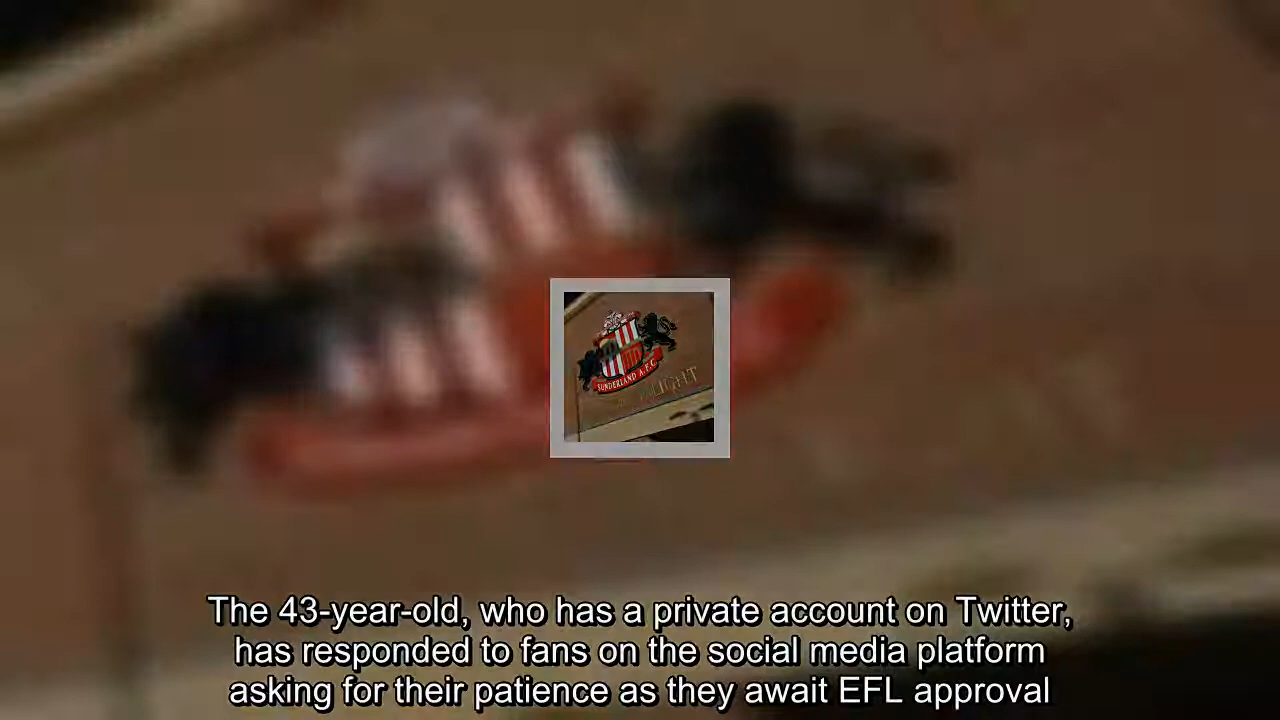 SUNDERLAND A.F.C.
LIGHT
The 43-year-old, who has a private account on Twitter,
has responded to fans on the social media platform
asking for their patience as they await EFL approval